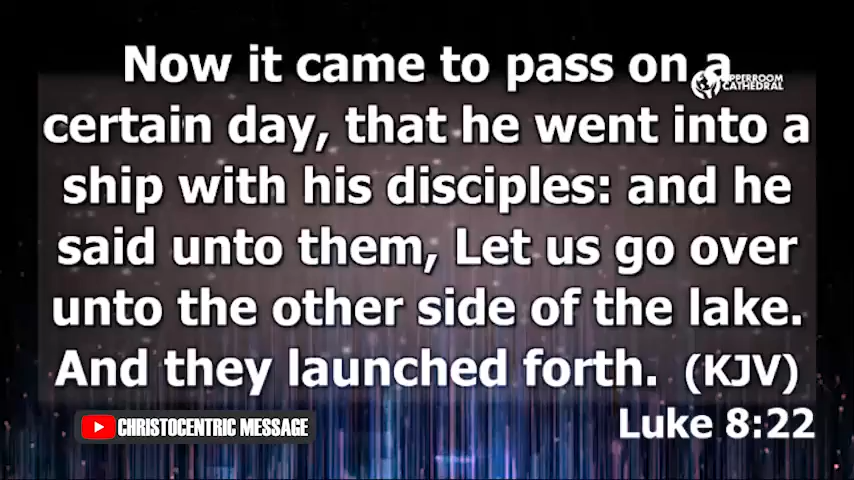 Now it came to pass on a
UPPERROOM
CATHEDRAL
certain day, that he went into a
ship with his disciples: and he
said unto them, Let us go over
unto the other side of the lake.
And they launched forth. (KJV)
CHRISTOCENTRIC MESSAGE
Luke 8:22